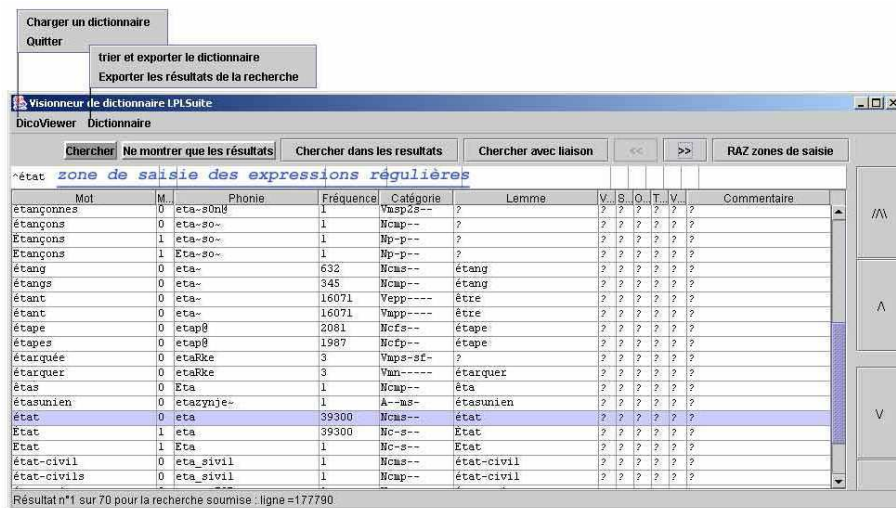 Charger un dictionnaire
Quitter
trier et exporter le dictionnaire
Exporter les résultats de la recherche
Visionneur de dictionnaire LPLSuite
DicoViewer Dictionnaire
Chercher Ne montrer que les résultats Chercher dans les resultats Chercher avec liaison << >> RAZ zones de saisie
^état zone de saisie des expressions régulières
Mot M... Phonie Fréquence Catégorie Lemme V... S... O... T... V... Commentaire
étançonnes 0 eta~s0n@ 1 Vmsp2s-- ? ? ? ? ? ? ?
étançons 0 eta~so~ 1 Ncmp-- ? ? ? ? ? ? ?
Étançons 1 eta~so~ 1 Np-p-- ? ? ? ? ? ? ?
Etançons 1 Eta~so~ 1 Np-p-- ? ? ? ? ? ? ?
étang 0 eta~ 632 Ncms-- étang ? ? ? ? ? ?
étangs 0 eta~ 345 Ncmp-- étang ? ? ? ? ? ?
étant 0 eta~ 16071 Vepp---- être ? ? ? ? ? ?
étant 0 eta~ 16071 Vmpp---- être ? ? ? ? ? ?
étape 0 etap@ 2081 Ncfs-- étape ? ? ? ? ? ?
étapes 0 etap@ 1987 Ncfp-- étape ? ? ? ? ? ?
étarquée 0 etaRke 3 Vmps-sf- ? ? ? ? ? ? ?
étarquer 0 etaRke 3 Vmn----- étarquer ? ? ? ? ? ?
êtas 0 Eta 1 Ncmp-- êta ? ? ? ? ? ?
étasunien 0 etazynje~ 1 A--ms- étasunien ? ? ? ? ? ?
état 0 eta 39300 Ncms-- état ? ? ? ? ? ?
État 1 eta 39300 Nc-s-- État ? ? ? ? ? ?
Etat 1 Eta 1 Nc-s-- Etat ? ? ? ? ? ?
état-civil 0 eta_sivil 1 Ncms-- état-civil ? ? ? ? ? ?
état-civils 0 eta_sivil 1 Ncmp-- état-civil ? ? ? ? ? ?
/\/\
/\
V
Résultat n°1 sur 70 pour la recherche soumise : ligne =177790